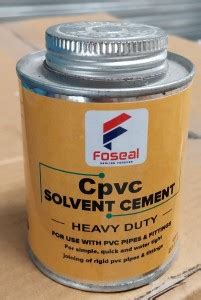 Foseal
Cpvc
SOLVENT CEMENT
HEAVY DUTY
FOR USE WITH PVC PIPES & FITTINGS
For simple, quick and water tight
joining of rigid pvc pipes & fittings